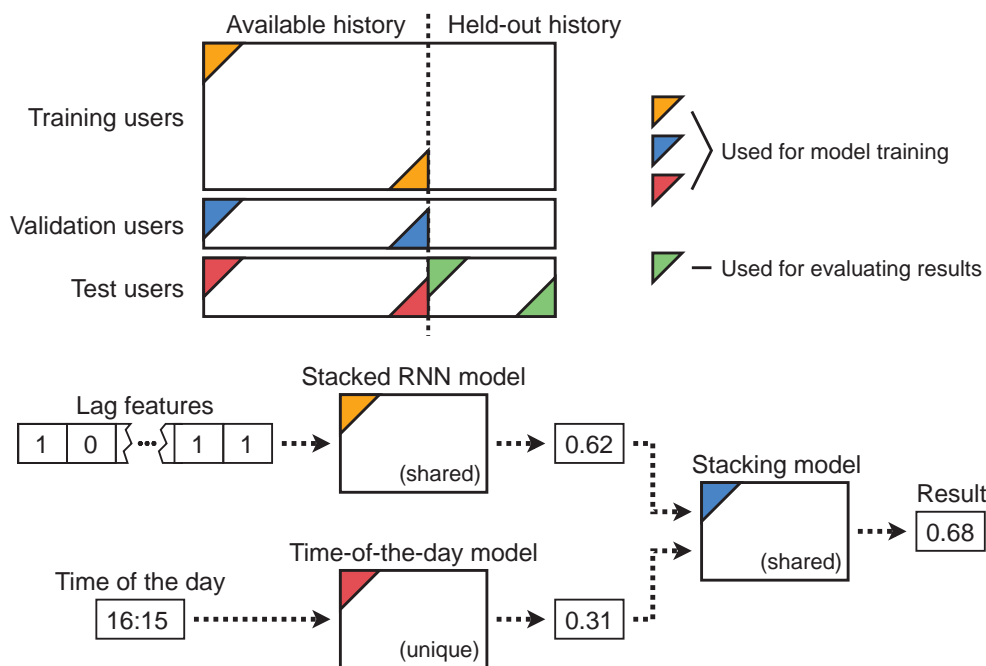 Available history
Held-out history
Training users
Used for model training
Validation users
Test users
Used for evaluating results
Stacked RNN model
Lag features
1 0 ··· 1 1
(shared)
0.62
Stacking model
Result
0.68
(shared)
Time-of-the-day model
Time of the day
16:15
0.31
(unique)